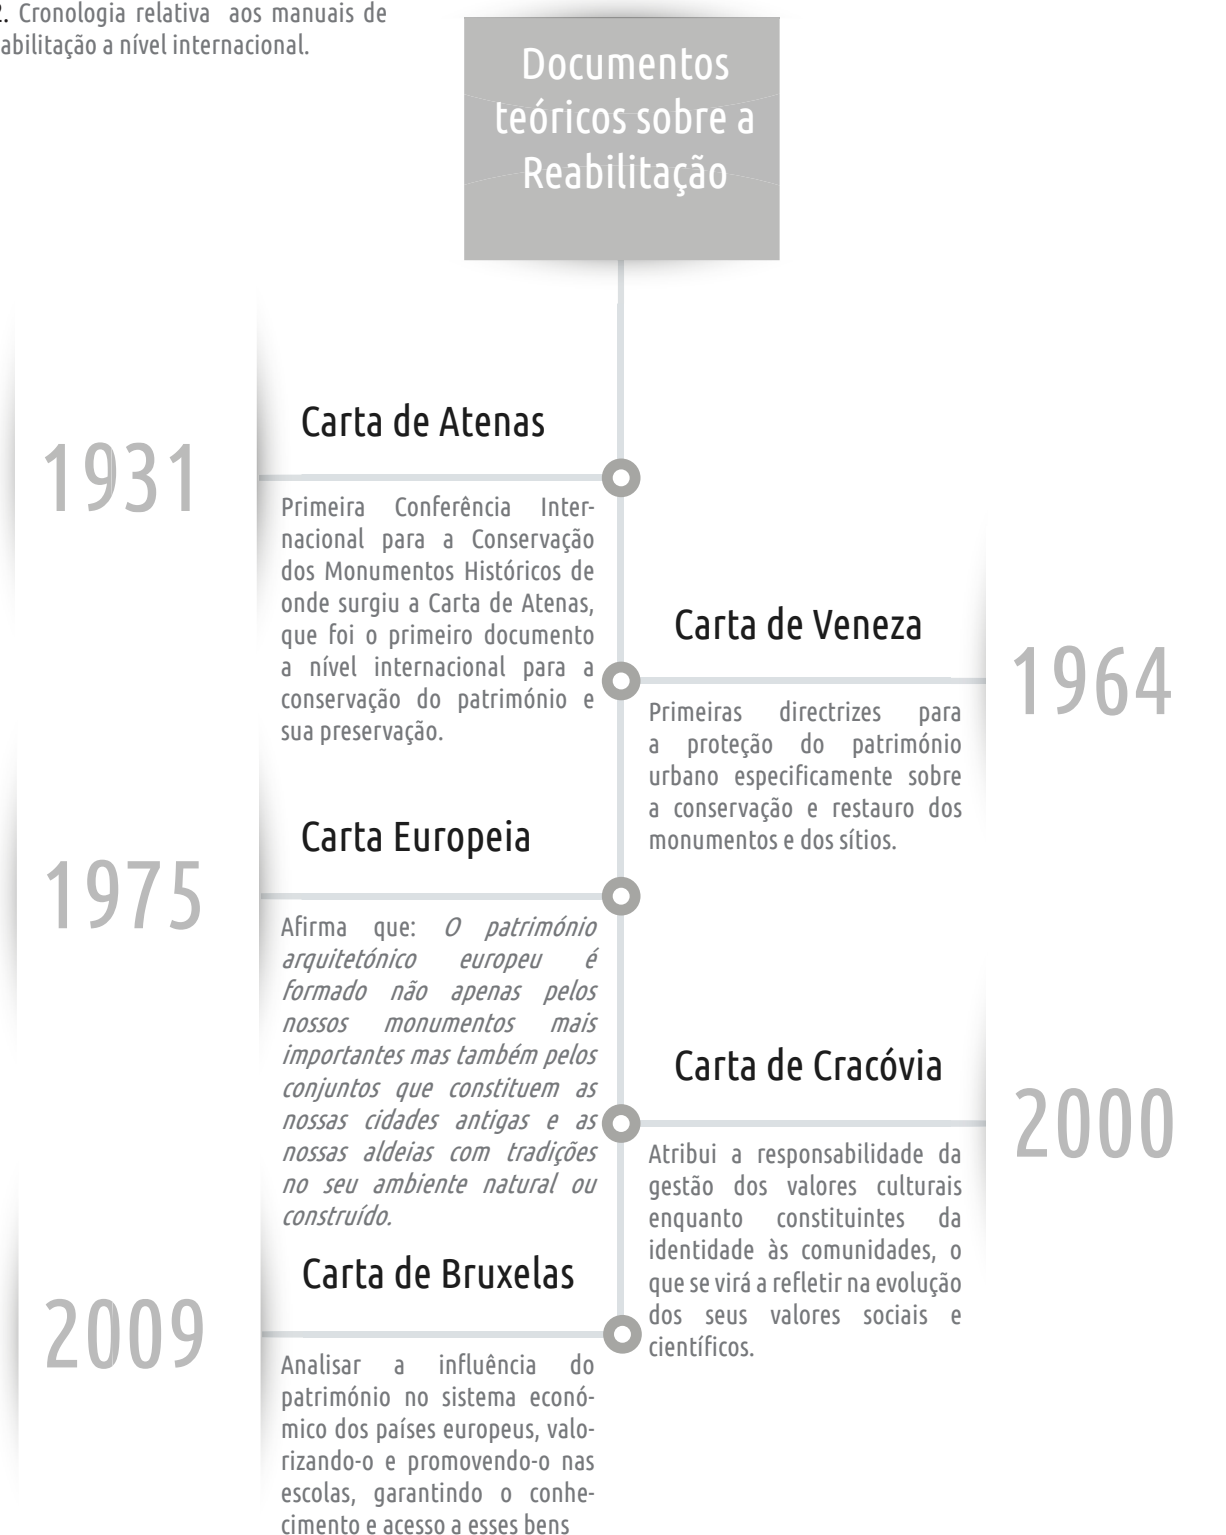 2. Cronologia relativa aos manuais de
abilitação a nível internacional.
Documentos
teóricos sobre a
Reabilitação
1931
Carta de Atenas
Primeira Conferência Inter-
nacional para a Conservação
dos Monumentos Históricos de
onde surgiu a Carta de Atenas,
que foi o primeiro documento
a nível internacional para a
conservação do património e
sua preservação.
Carta de Veneza
1964
Primeiras directrizes para
a proteção do património
urbano especificamente sobre
a conservação e restauro dos
monumentos e dos sítios.
1975
Carta Europeia
Afirma que: O património
arquitetónico europeu é
formado não apenas pelos
nossos monumentos mais
importantes mas também pelos
conjuntos que constituem as
nossas cidades antigas e as
nossas aldeias com tradições
no seu ambiente natural ou
construído.
Carta de Cracóvia
2000
Atribui a responsabilidade da
gestão dos valores culturais
enquanto constituintes da
identidade às comunidades, o
que se virá a refletir na evolução
dos seus valores sociais e
científicos.
2009
Carta de Bruxelas
Analisar a influência do
património no sistema econó-
mico dos países europeus, valo-
rizando-o e promovendo-o nas
escolas, garantindo o conhe-
cimento e acesso a esses bens